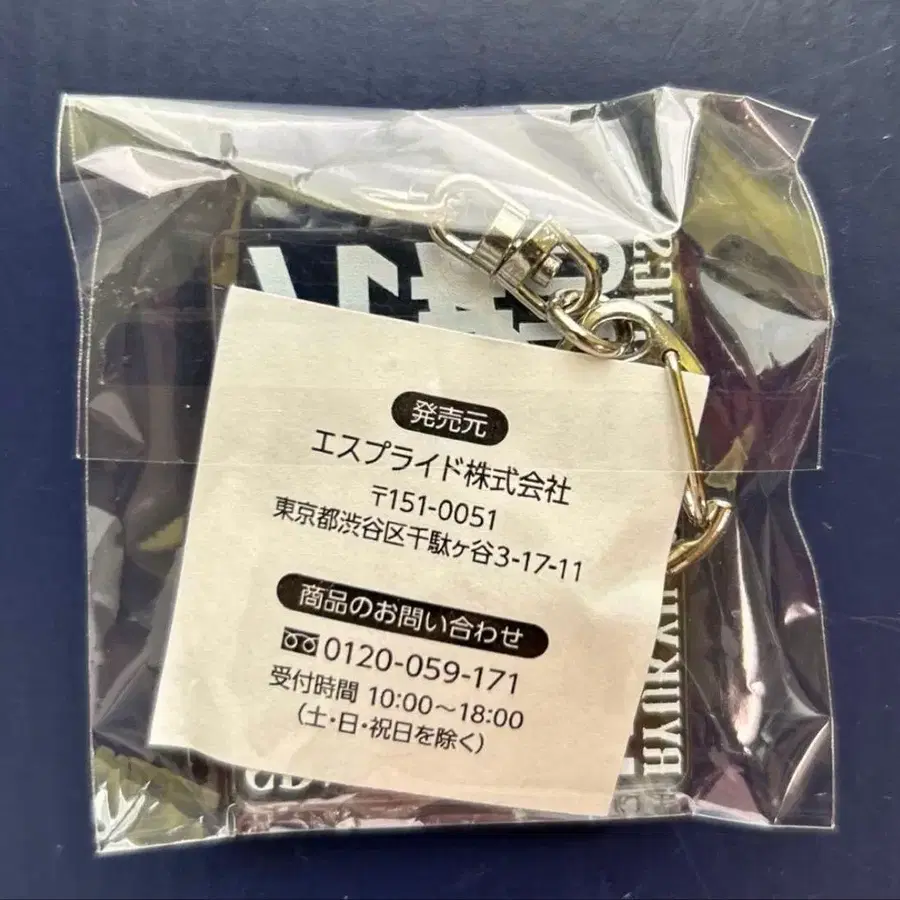 発売元
エスプライド株式会社
〒151-0051
東京都渋谷区千駄ヶ谷3-17-11
商品のお問い合わせ
0120-059-171
受付時間 10:00～18:00
(土・日・祝日を除く)